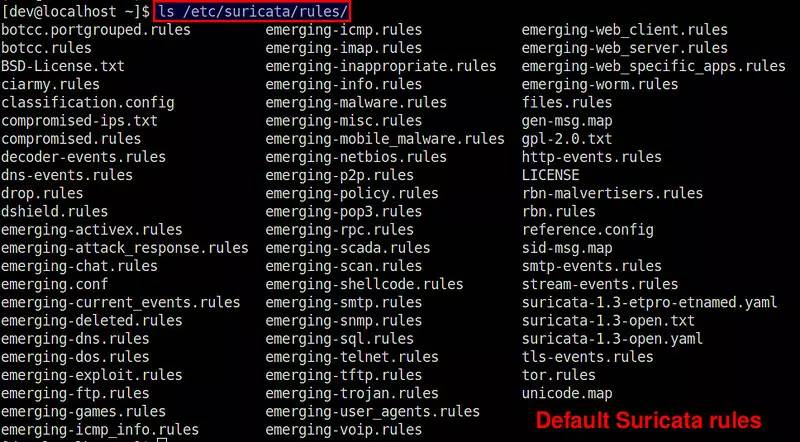 [dev@localhost ~]$ ls /etc/suricata/rules/
botcc.portgrouped.rules emerging-icmp.rules emerging-web_client.rules
botcc.rules emerging-imap.rules emerging-web_server.rules
BSD-License.txt emerging-inappropriate.rules emerging-web_specific_apps.rules
ciarmy.rules emerging-info.rules emerging-worm.rules
classification.config emerging-malware.rules files.rules
compromised-ips.txt emerging-misc.rules gen-msg.map
compromised.rules emerging-mobile_malware.rules gpl-2.0.txt
decoder-events.rules emerging-netbios.rules http-events.rules
dns-events.rules emerging-p2p.rules LICENSE
drop.rules emerging-policy.rules rbn-malvertisers.rules
dshield.rules emerging-pop3.rules rbn.rules
emerging-activex.rules emerging-rpc.rules reference.config
emerging-attack_response.rules emerging-scada.rules sid-msg.map
emerging-chat.rules emerging-scan.rules smtp-events.rules
emerging.conf emerging-shellcode.rules stream-events.rules
emerging-current_events.rules emerging-smtp.rules suricata-1.3-etpro-etnamed.yaml
emerging-deleted.rules emerging-snmp.rules suricata-1.3-open.txt
emerging-dns.rules emerging-sql.rules suricata-1.3-open.yaml
emerging-dos.rules emerging-telnet.rules tls-events.rules
emerging-exploit.rules emerging-tftp.rules tor.rules
emerging-ftp.rules emerging-trojan.rules unicode.map
emerging-games.rules emerging-user_agents.rules
emerging-icmp_info.rules emerging-voip.rules
Default Suricata rules